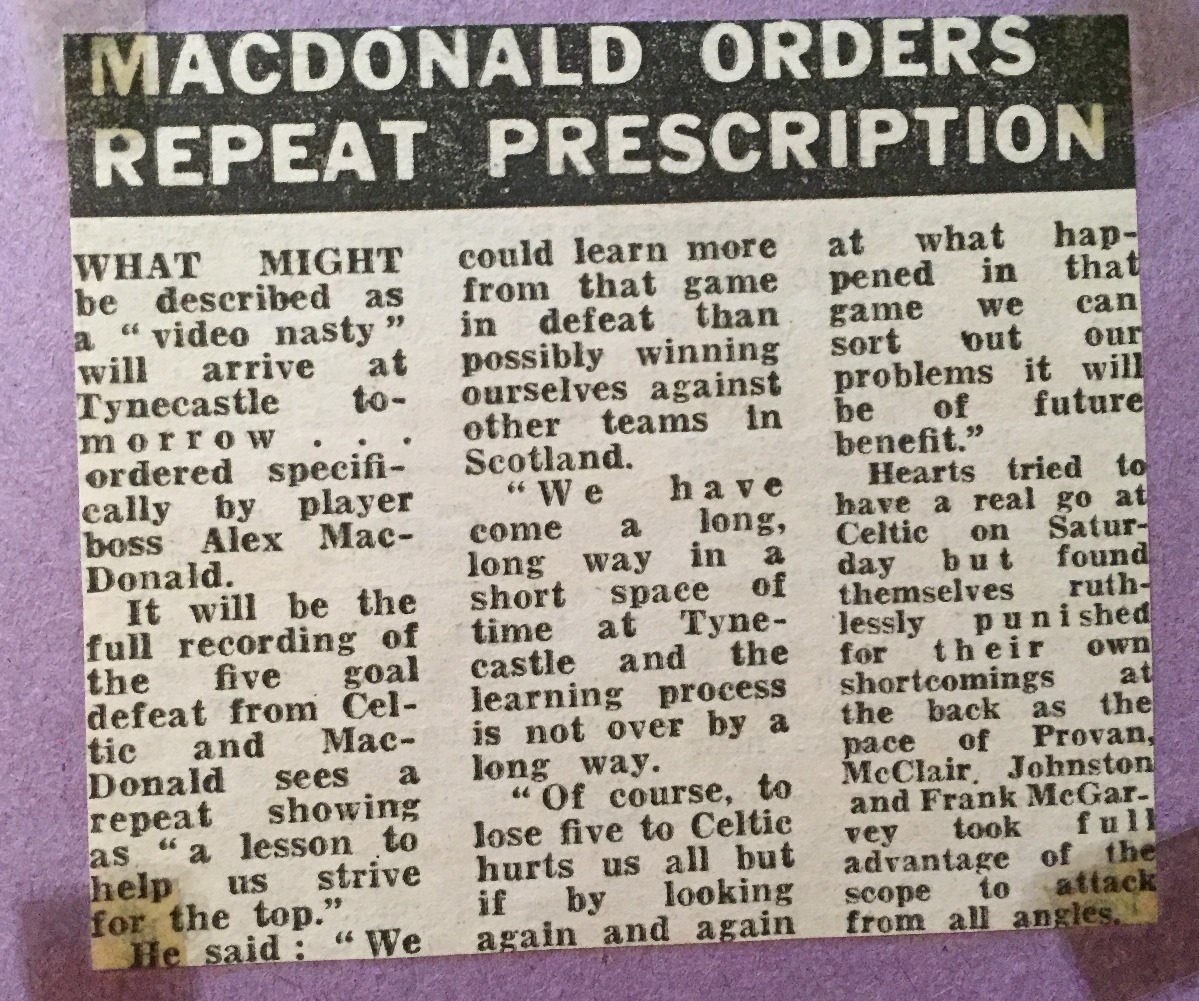 MACDONALD ORDERS
REPEAT PRESCRIPTION
WHAT MIGHT
be described as
a “ video nasty ”
will arrive at
Tynecastle to-
morrow . . .
ordered specifi-
cally by player
boss Alex Mac-
Donald.
It will be the
full recording of
the five goal
defeat from Cel-
tic and Mac-
Donald sees a
repeat showing
as “ a lesson to
help us strive
for the top.”
He said : “ We
could learn more
from that game
in defeat than
possibly winning
ourselves against
other teams in
Scotland.
“ We have
come a long,
long way in a
short space of
time at Tyne-
castle and the
learning process
is not over by a
long way.
“ Of course, to
lose five to Celtic
hurts us all but
if by looking
again and again
at what hap-
pened in that
game we can
sort out our
problems it will
be of future
benefit.”
Hearts tried to
have a real go at
Celtic on Satur-
day but found
themselves ruth-
lessly punished
for their own
shortcomings at
the back as the
pace of Provan,
McClair, Johnston
and Frank McGar-
vey took full
advantage of the
scope to attack
from all angles.